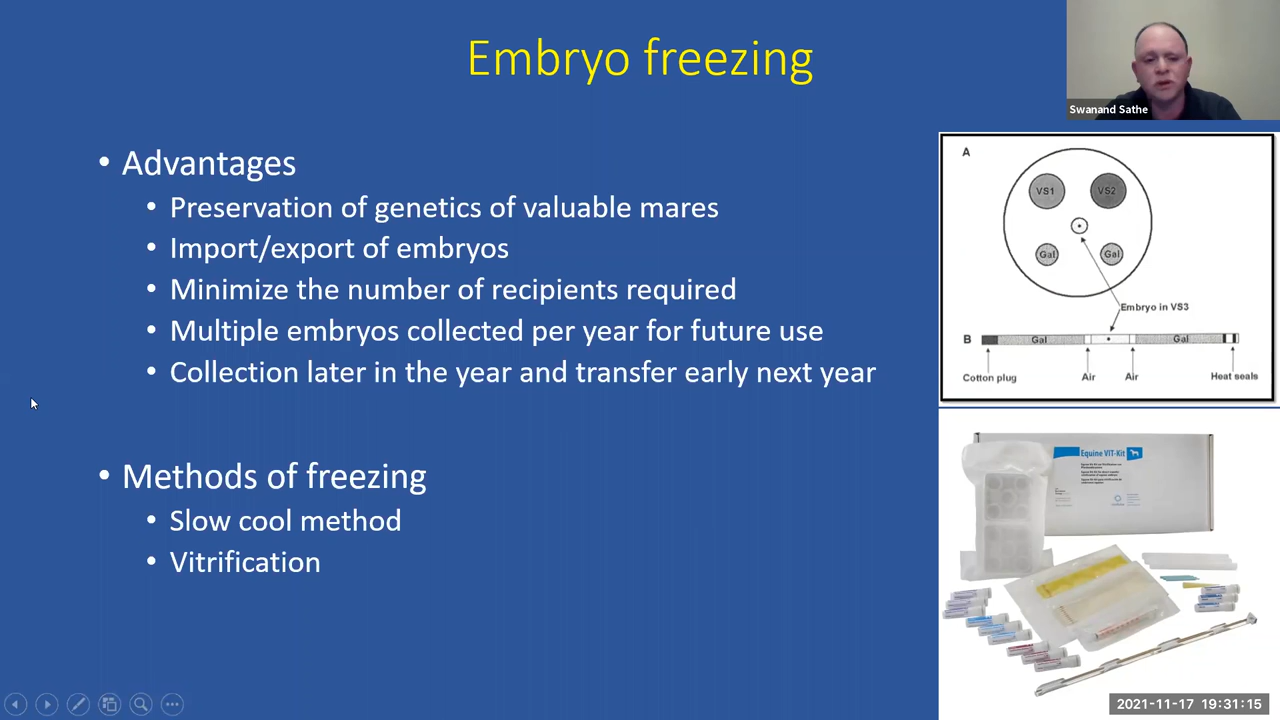 Embryo freezing
Swanand Sathe
• Advantages
• Preservation of genetics of valuable mares
• Import/export of embryos
• Minimize the number of recipients required
• Multiple embryos collected per year for future use
• Collection later in the year and transfer early next year
• Methods of freezing
• Slow cool method
• Vitrification
A
VS1 VS2
Gal Gal
Embryo in VS3
B Gal Gal
Cotton plug Air Air Heat seals
Equine VIT-Kit
2021-11-17 19:31:15